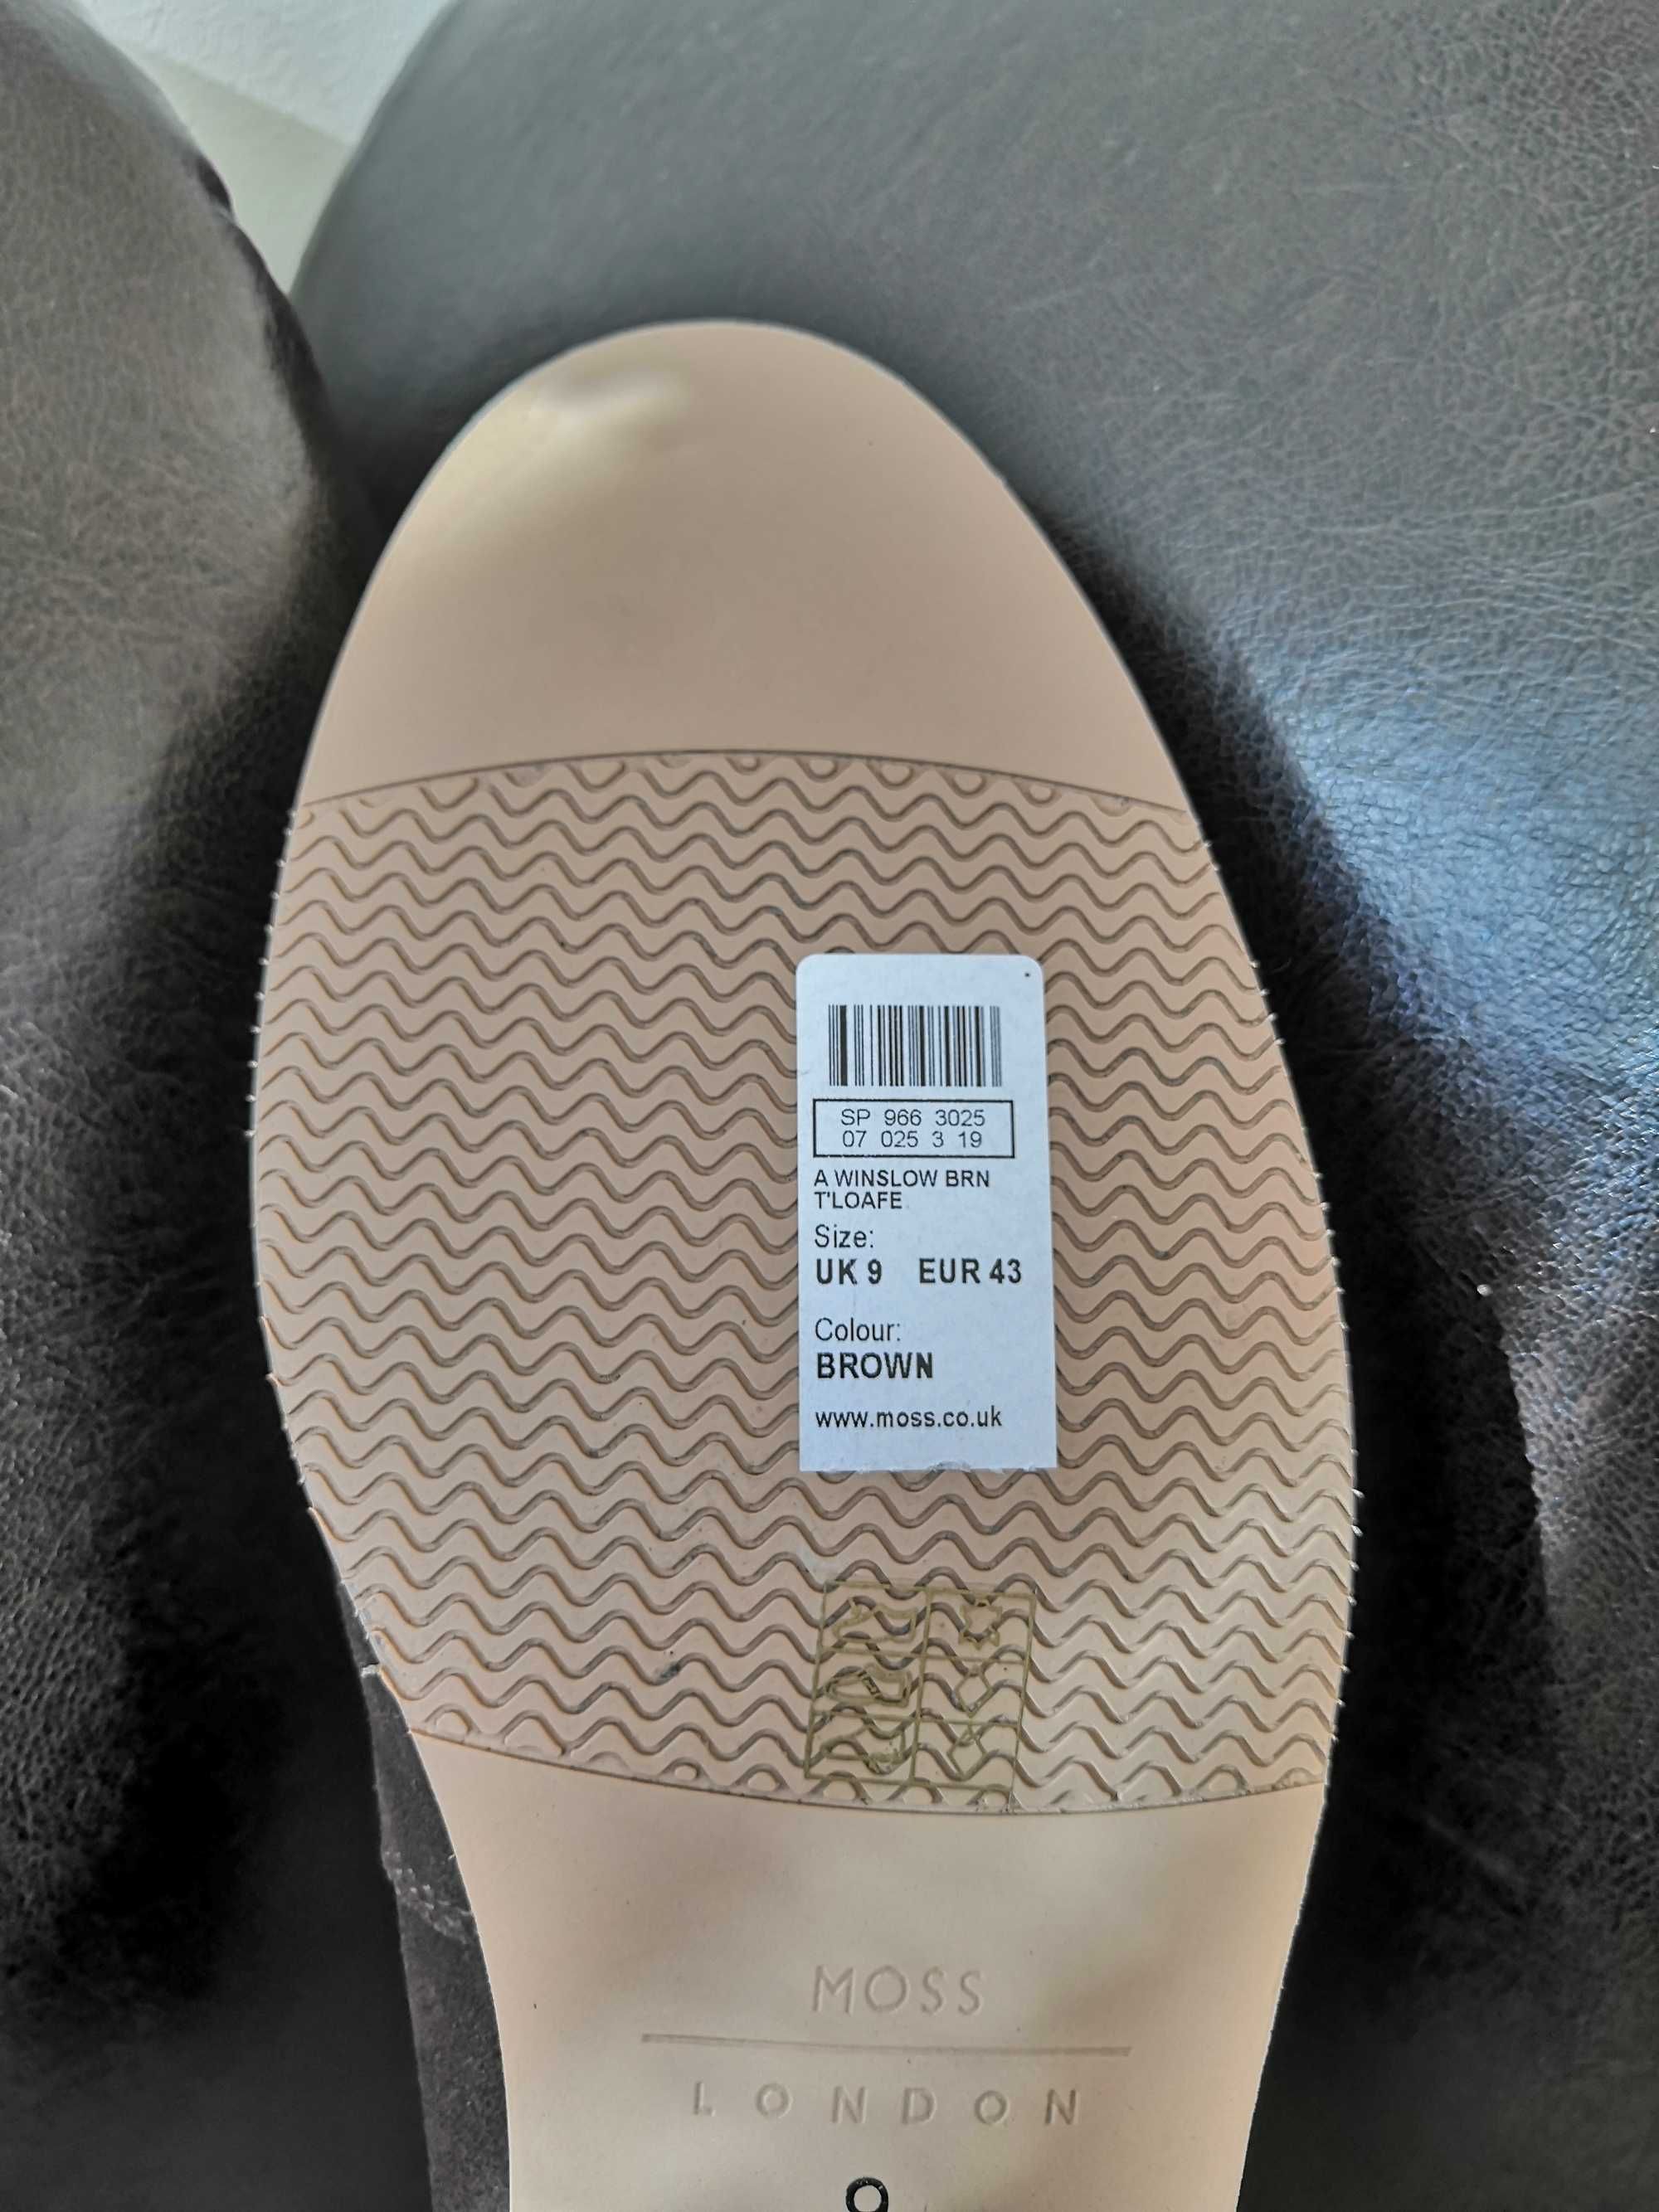 SP 966 3025
07 025 3 19
A WINSLOW BRN
T'LOAFE
Size:
UK 9 EUR 43
Colour:
BROWN
www.moss.co.uk
MOSS
LONDON